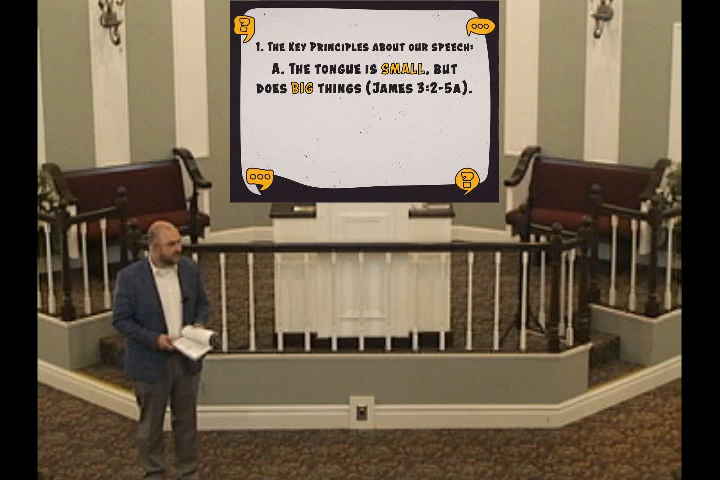 1. The Key Principles about our speech:
A. The tongue is SMALL, but
does BIG things (James 3:2-5a).